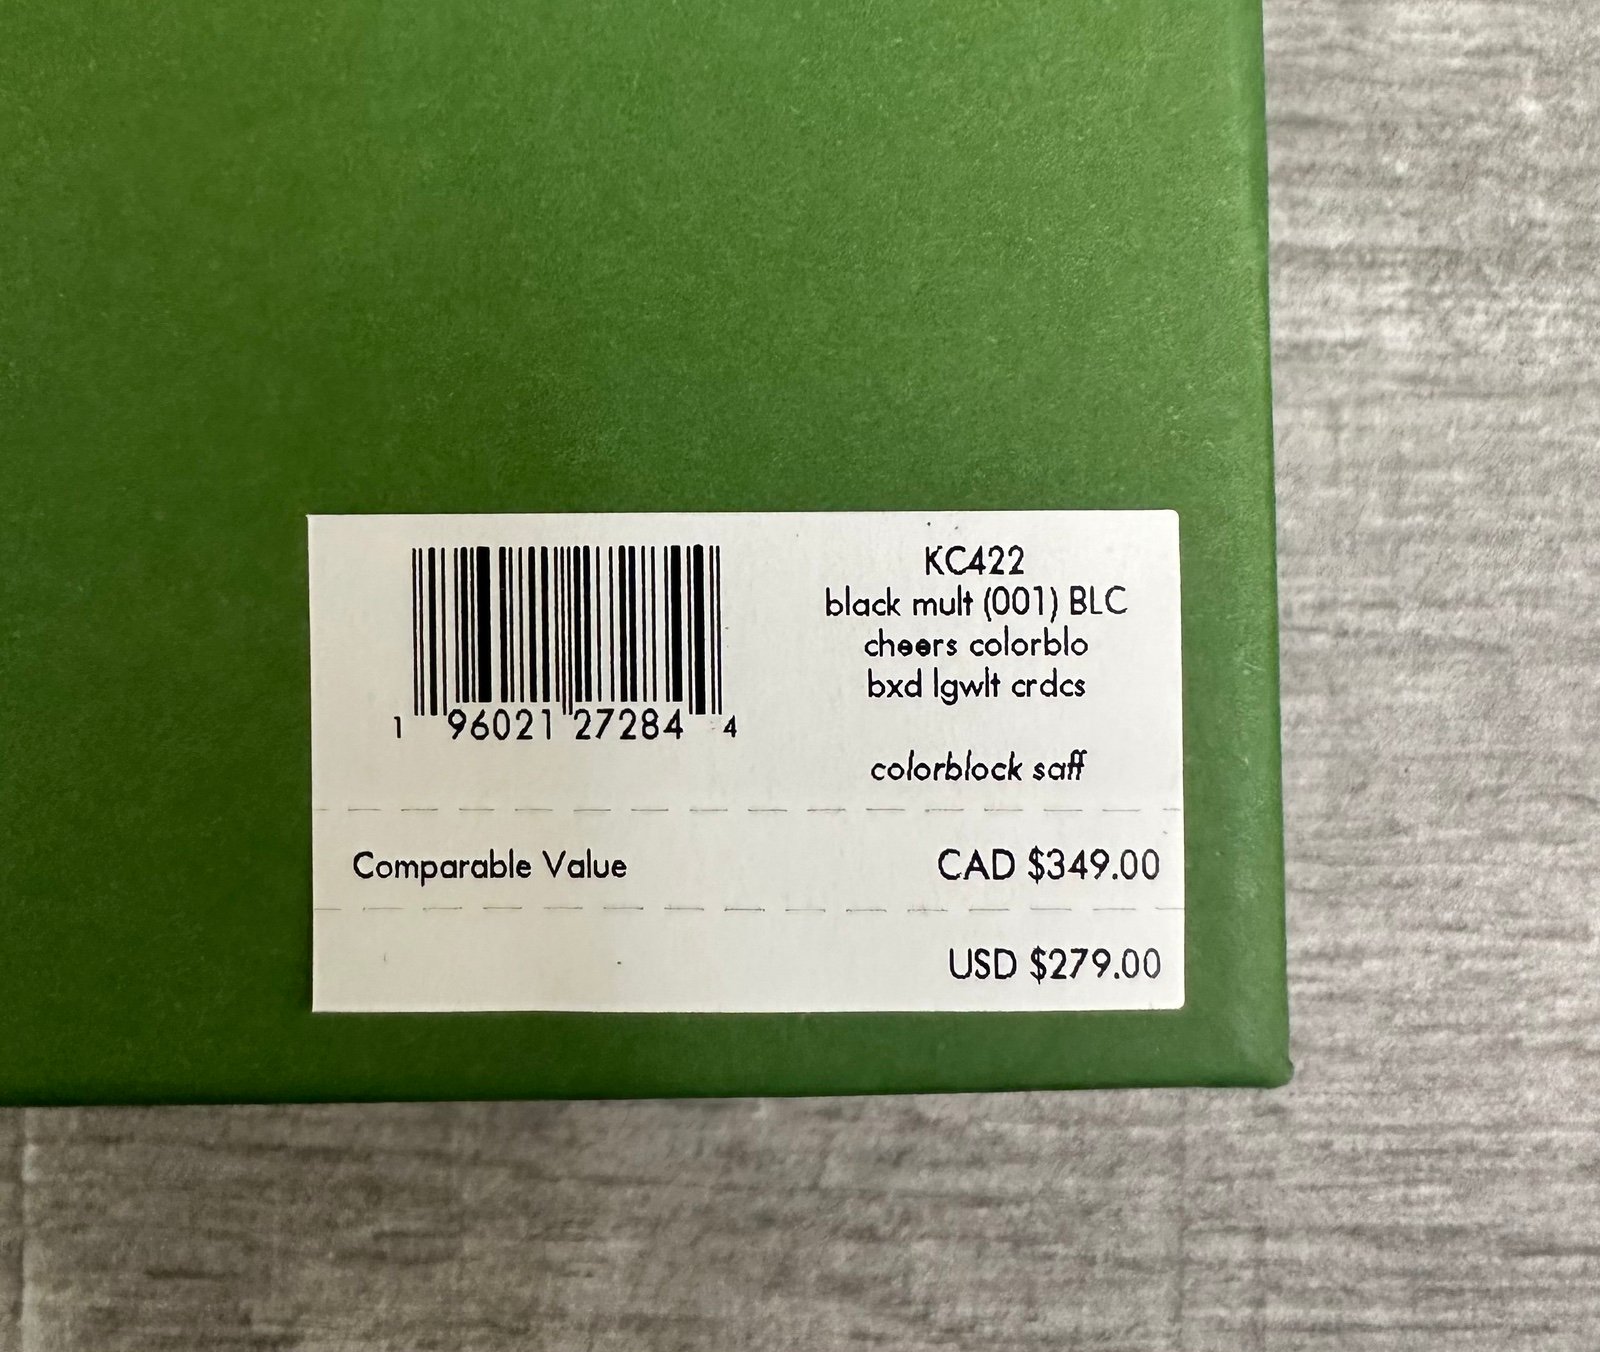 1 96021 27284 4
KC422
black mult (001) BLC
cheers colorblo
bxd lgwlt crdcs
colorblock saff
Comparable Value CAD $349.00
USD $279.00